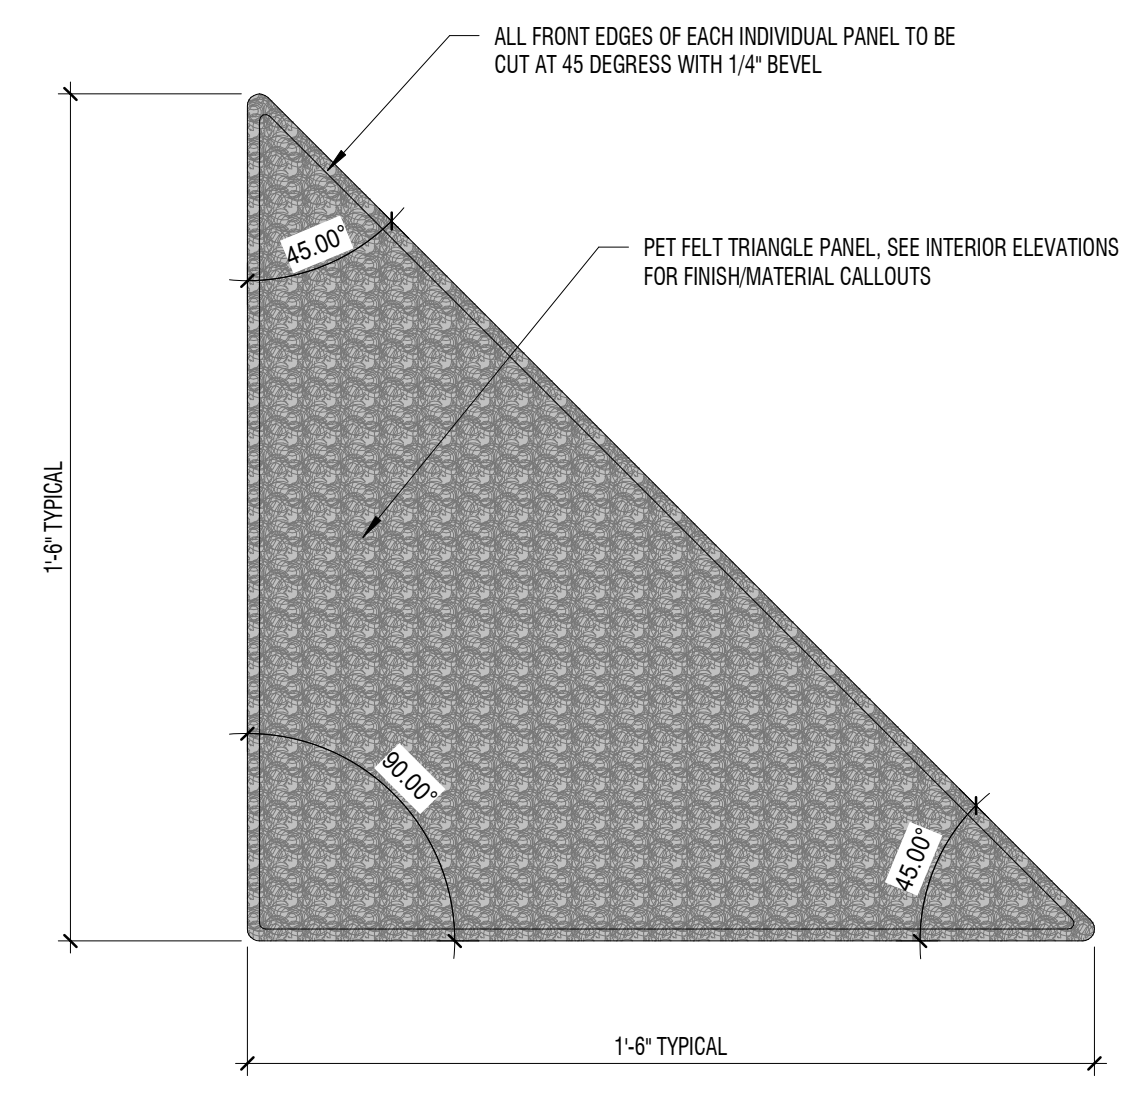 ALL FRONT EDGES OF EACH INDIVIDUAL PANEL TO BE
CUT AT 45 DEGRESS WITH 1/4" BEVEL
45.00°
PET FELT TRIANGLE PANEL, SEE INTERIOR ELEVATIONS
FOR FINISH/MATERIAL CALLOUTS
1'-6" TYPICAL
90.00°
45.00°
1'-6" TYPICAL